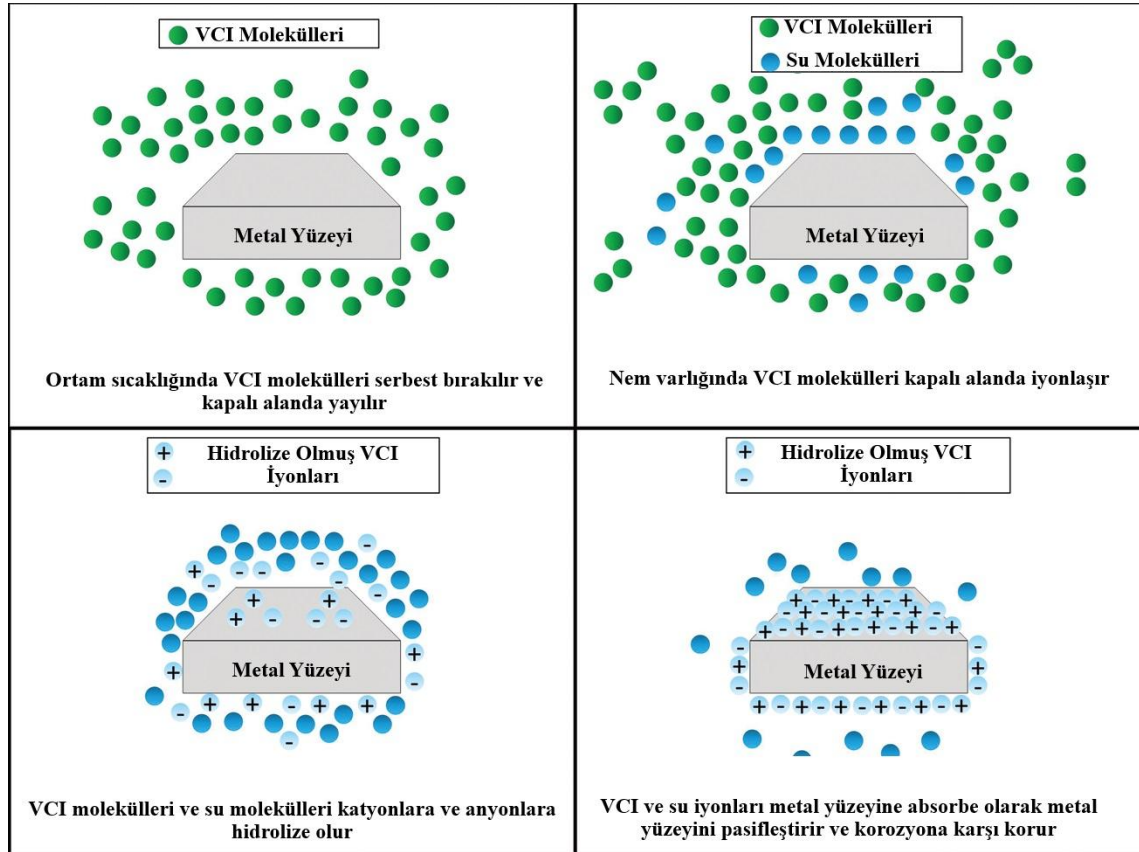 VCI Molekülleri
Metal Yüzeyi
Ortam sıcaklığında VCI molekülleri serbest bırakılır ve
kapalı alanda yayılır
VCI Molekülleri
Su Molekülleri
Metal Yüzeyi
Nem varlığında VCI molekülleri kapalı alanda iyonlaşır
+ Hidrolize Olmuş VCI
- İyonları
Metal Yüzeyi
VCI molekülleri ve su molekülleri katyonlara ve anyonlara
hidrolize olur
+ Hidrolize Olmuş VCI
- İyonları
Metal Yüzeyi
VCI ve su iyonları metal yüzeyine absorbe olarak metal
yüzeyini pasifleştirir ve korozyona karşı korur